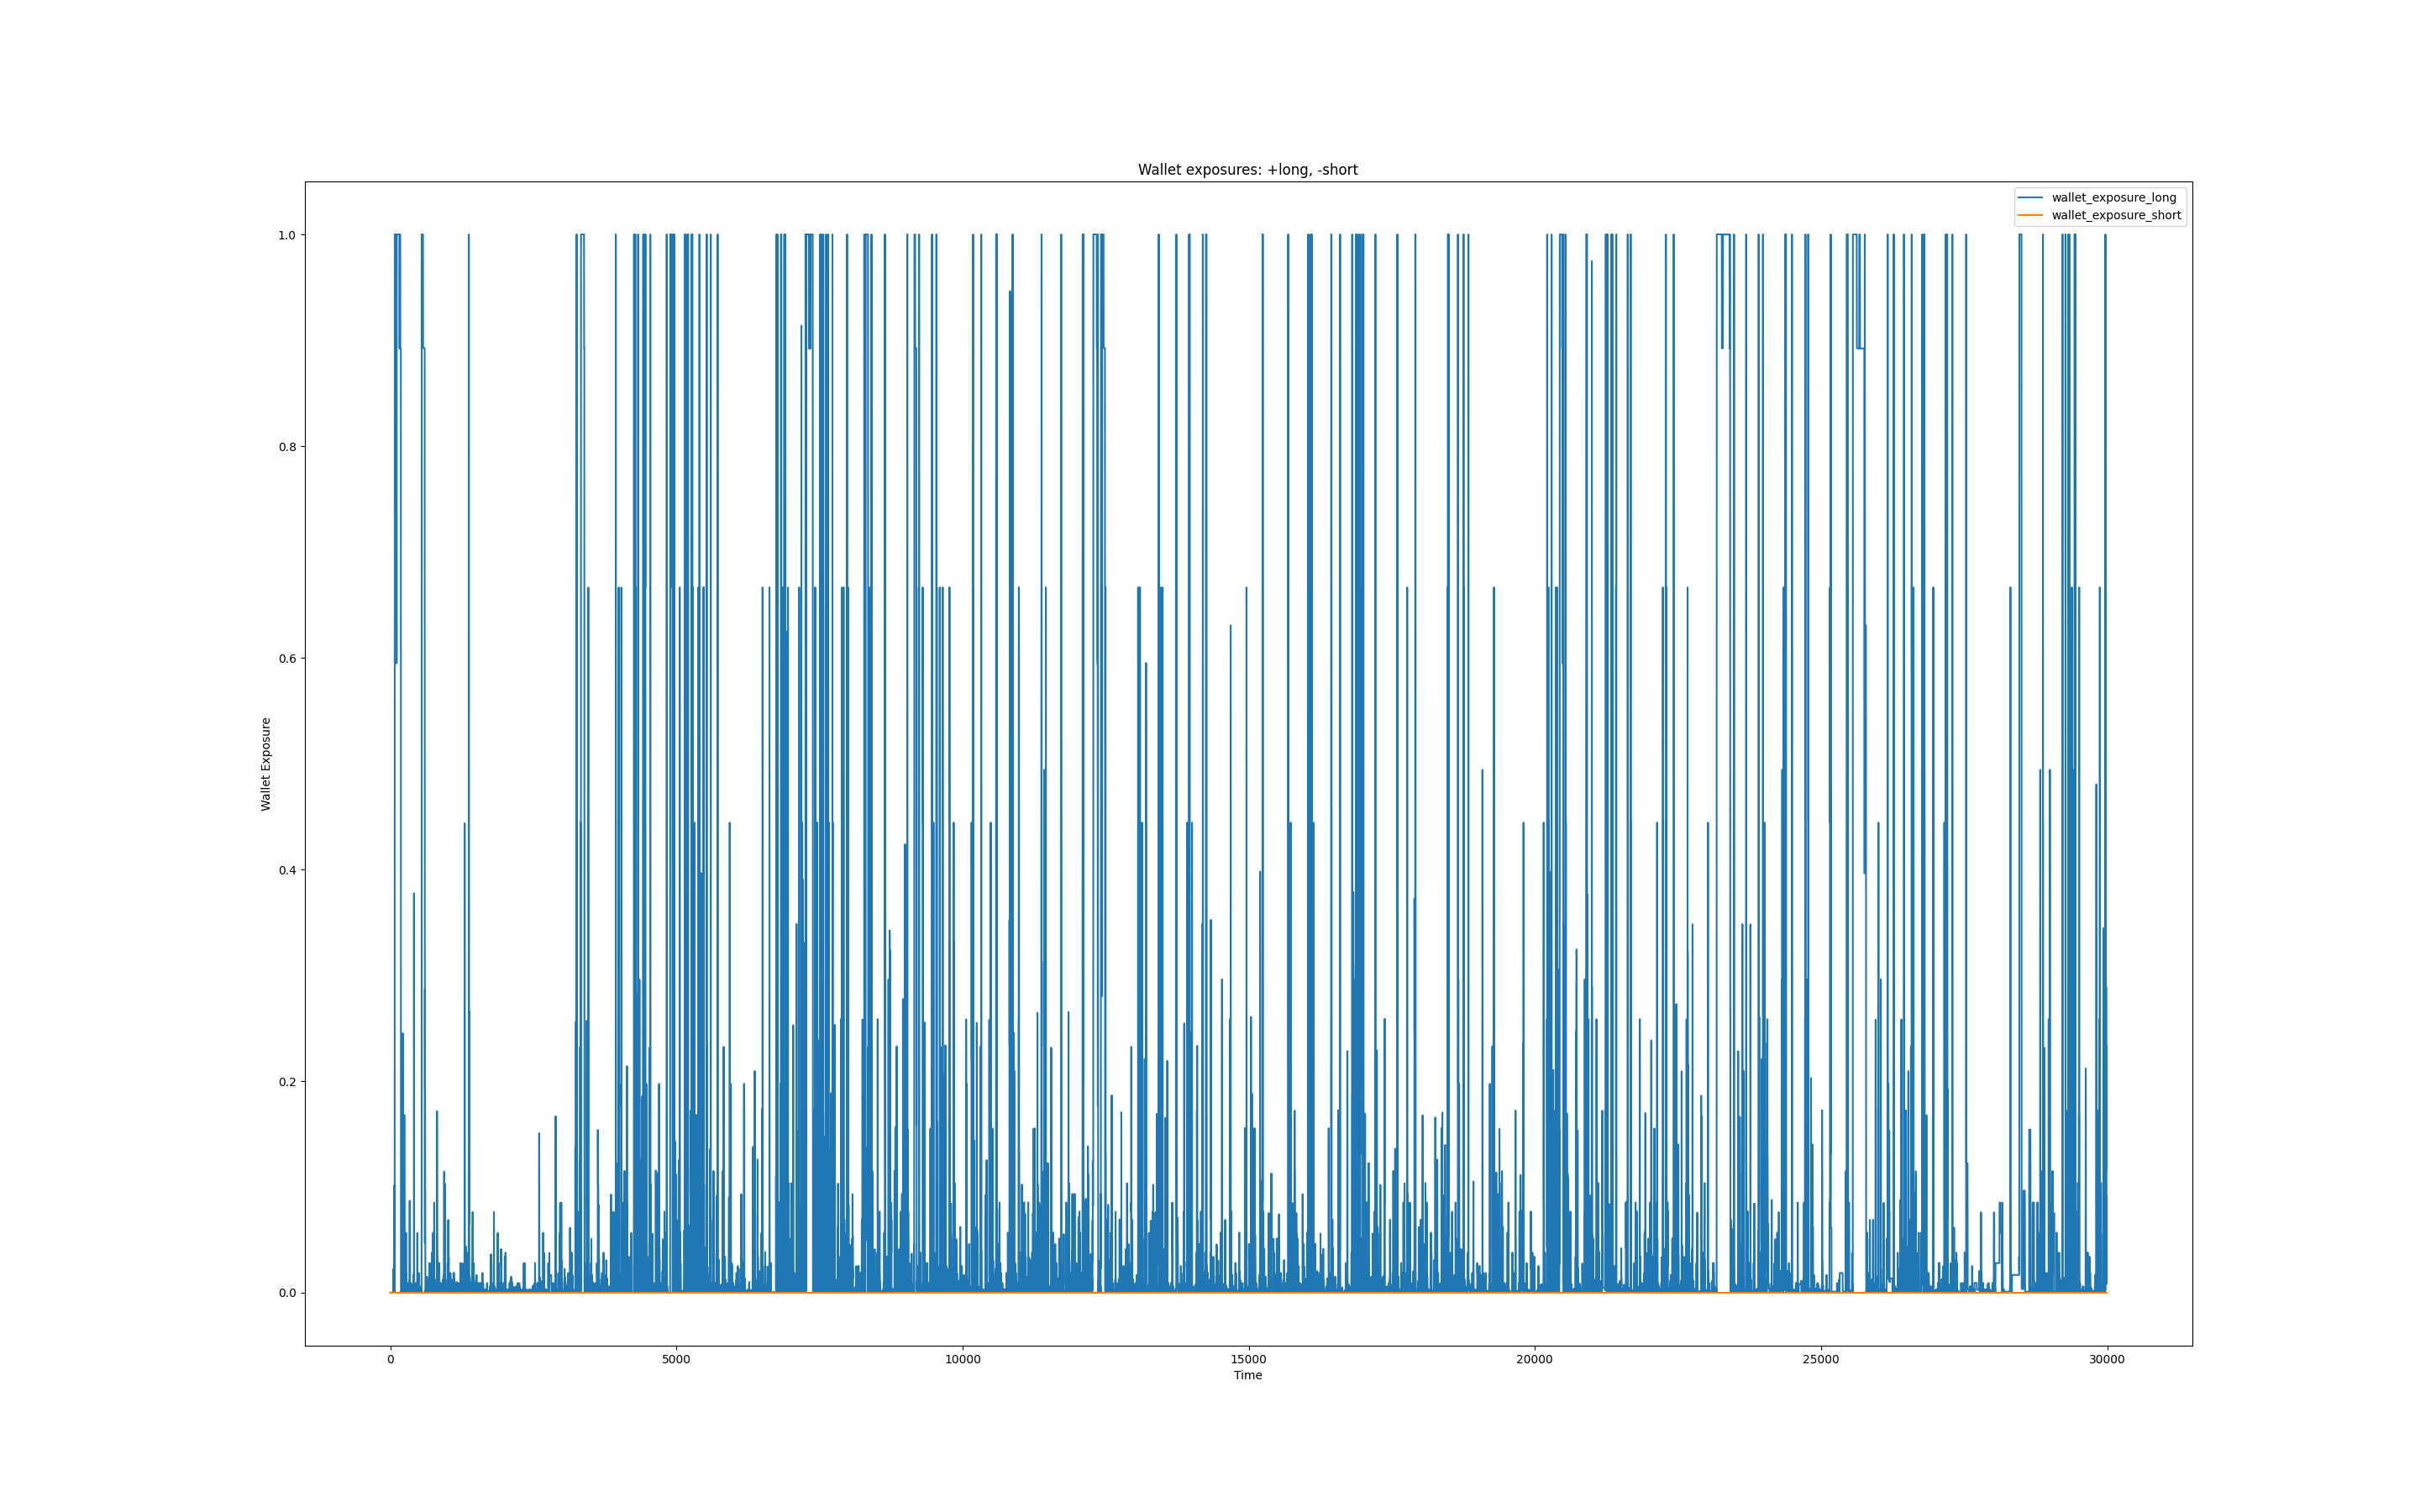 Wallet exposures: +long, -short
wallet_exposure_long
wallet_exposure_short
1.0
0.8
0.6
0.4
0.2
0.0
Wallet Exposure
0 5000 10000 15000 20000 25000 30000
Time